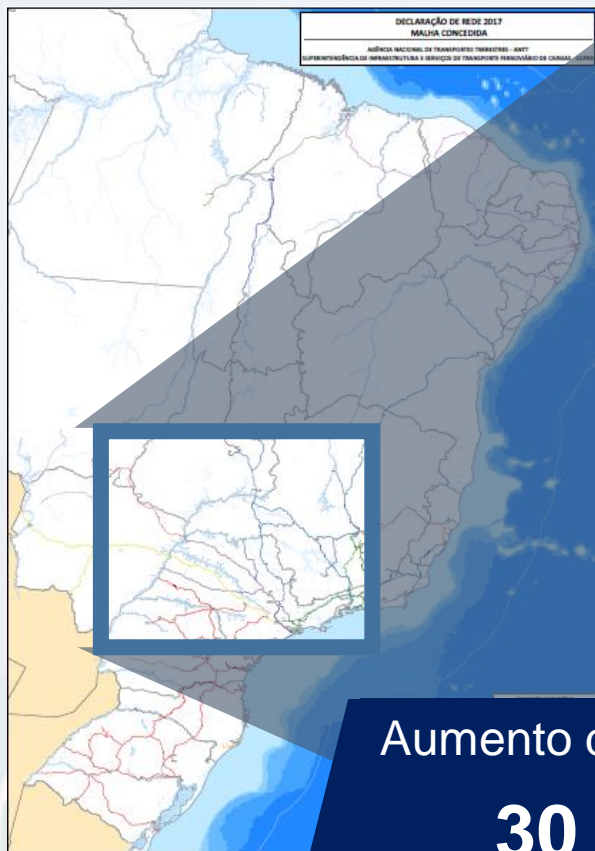 DECLARAÇÃO DE REDE 2017
MALHA CONCEDIDA
AGÊNCIA NACIONAL DE TRANSPORTES TERRESTRES - ANTT
SUPERINTENDÊNCIA DE INFRAESTRUTURA E SERVIÇOS DE TRANSPORTE FERROVIÁRIO DE CARGAS - SUFER
Aumento d
30